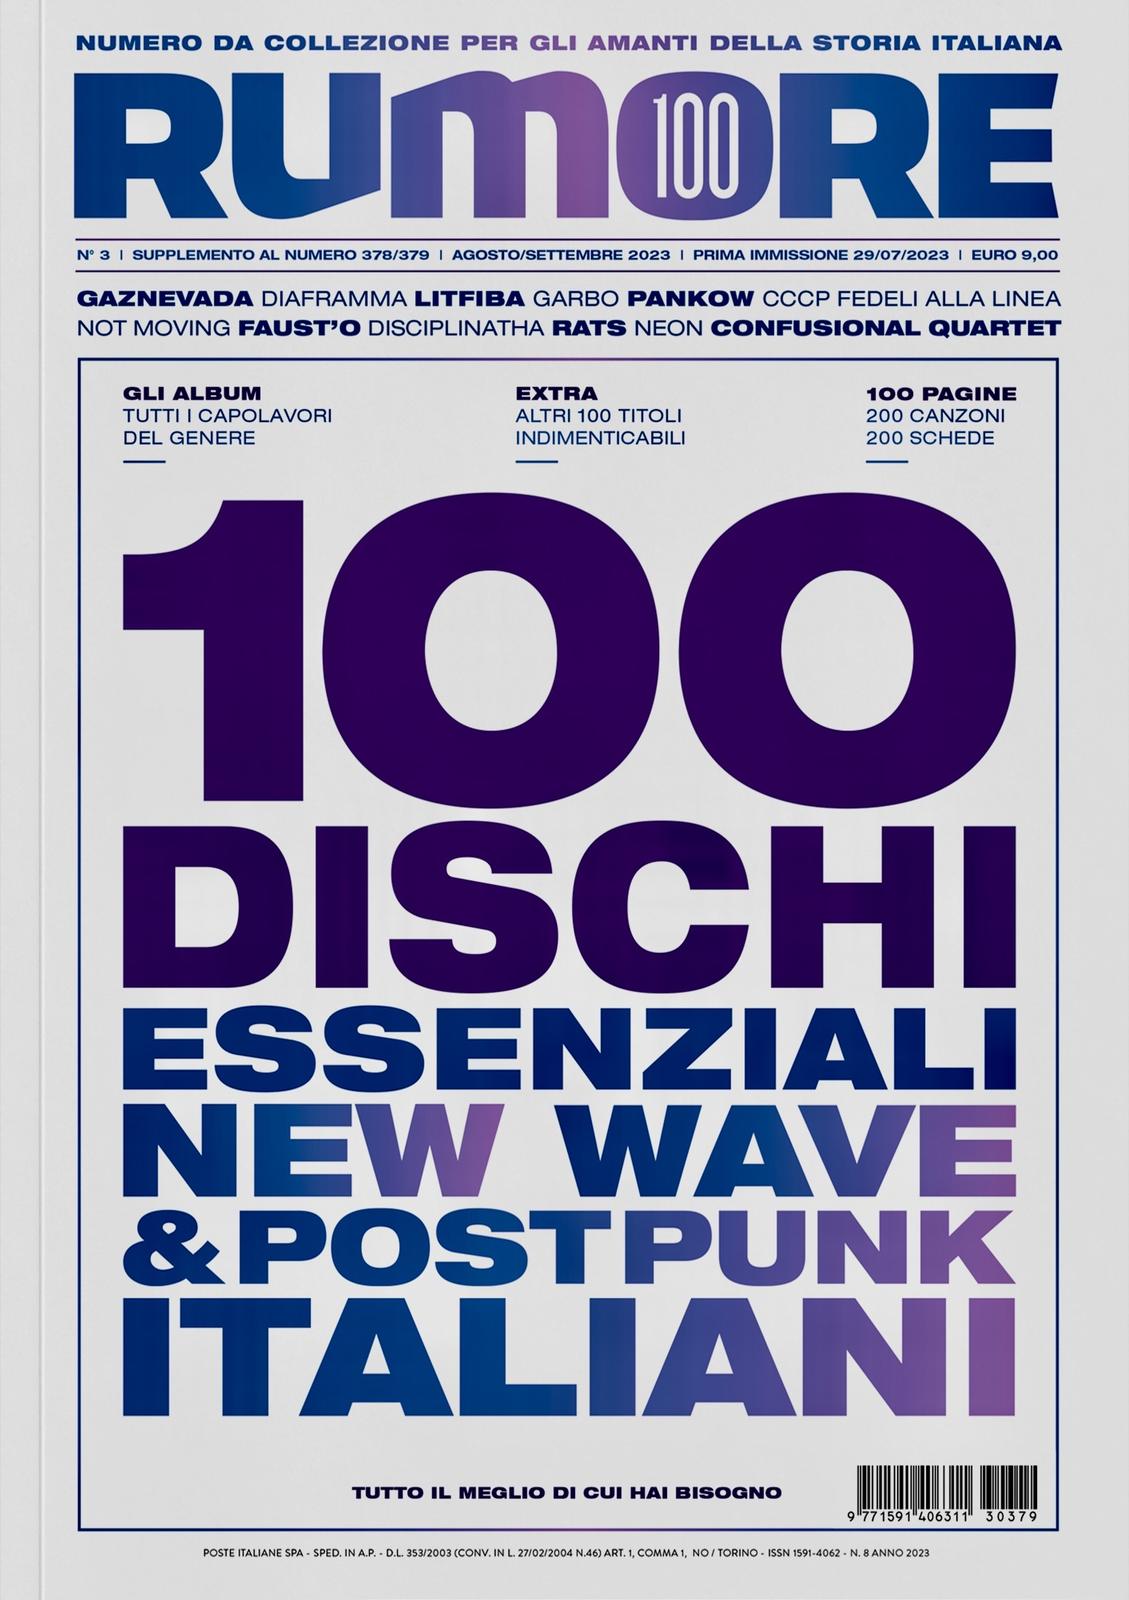 NUMERO DA COLLEZIONE PER GLI AMANTI DELLA STORIA ITALIANA
RUMORE
100
N° 3 | SUPPLEMENTO AL NUMERO 378/379 | AGOSTO/SETTEMBRE 2023 | PRIMA IMMISSIONE 29/07/2023 | EURO 9,00
GAZNEVADA DIAFRAMMA LITFIBA GARBO PANKOW CCCP FEDELI ALLA LINEA
NOT MOVING FAUST'O DISCIPLINATHA RATS NEON CONFUSIONAL QUARTET
GLI ALBUM
TUTTI I CAPOLAVORI
DEL GENERE
EXTRA
ALTRI 100 TITOLI
INDIMENTICABILI
100 PAGINE
200 CANZONI
200 SCHEDE
100
DISCHI
ESSENZIALI
NEW WAVE
& POSTPUNK
ITALIANI
TUTTO IL MEGLIO DI CUI HAI BISOGNO
9 771591 406311 30379
POSTE ITALIANE SPA - SPED. IN A.P. - D.L. 353/2003 (CONV. IN L. 27/02/2004 N.46) ART. 1, COMMA 1, NO / TORINO - ISSN 1591-4062 - N. 8 ANNO 2023